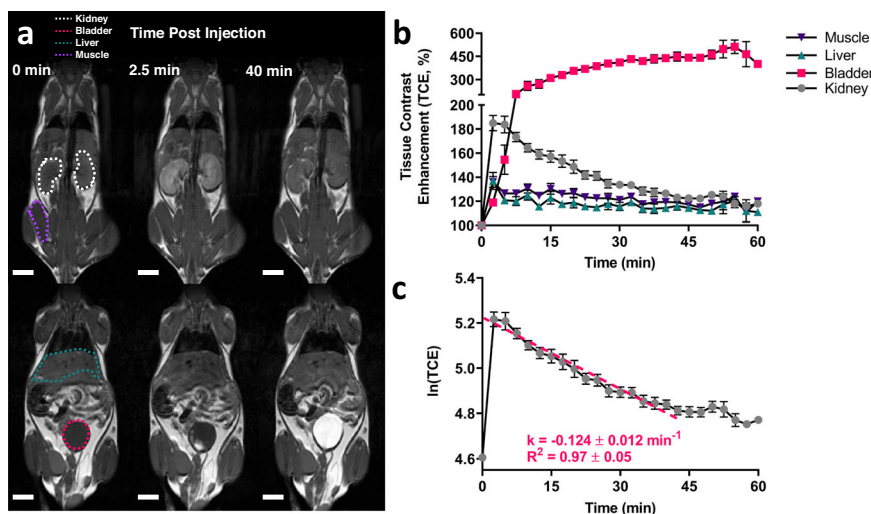 a
Kidney
Bladder
Liver
Muscle
Time Post Injection
0 min
2.5 min
40 min
b
Tissue Contrast
Enhancement (TCE, %)
600
450
300
180
160
140
120
100
0
15
30
45
60
Time (min)
Muscle
Liver
Bladder
Kidney
c
ln(TCE)
5.4
5.2
5.0
4.8
4.6
k = -0.124 ± 0.012 min-1
R2 = 0.97 ± 0.05
0
15
30
45
60
Time (min)